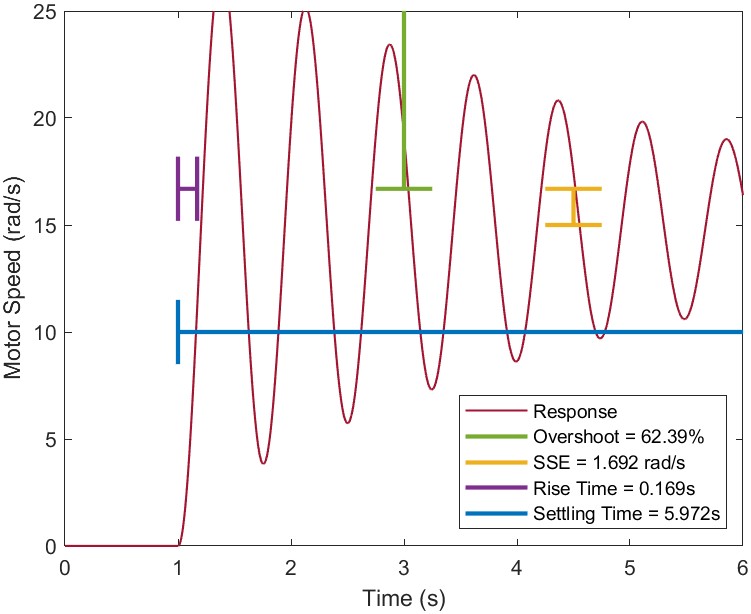 25
20
15
10
5
0
Motor Speed (rad/s)
Response
Overshoot = 62.39%
SSE = 1.692 rad/s
Rise Time = 0.169s
Settling Time = 5.972s
0 1 2 3 4 5 6
Time (s)